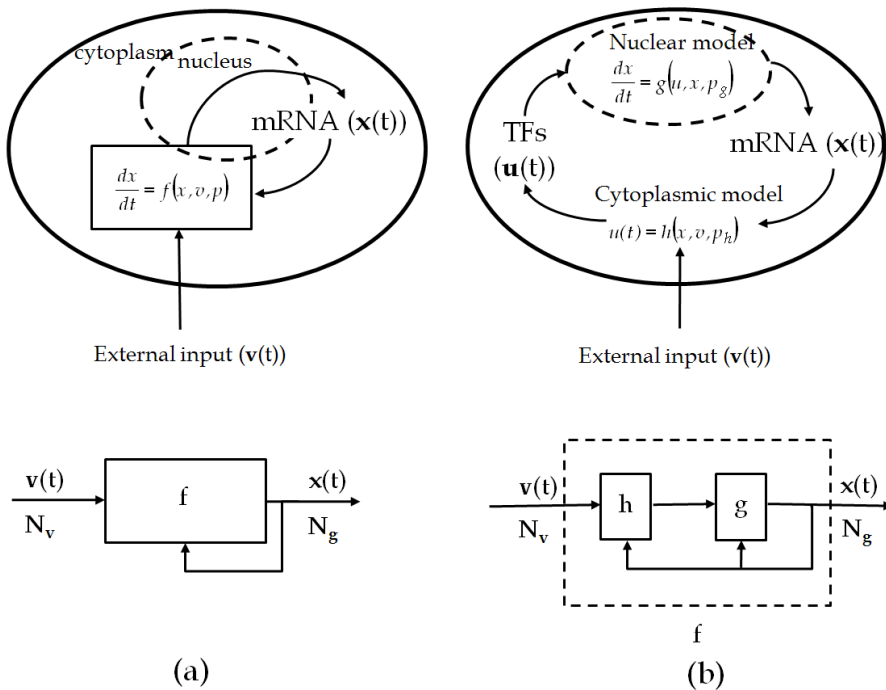 cytoplasm
nucleus
mRNA (x(t))
dx/dt = f(x, v, p)
External input (v(t))
v(t)
N_v
f
x(t)
N_g
(a)
Nuclear model
dx/dt = g(u, x, p_g)
TFs
(u(t))
mRNA (x(t))
Cytoplasmic model
u(t) = h(x, v, p_h)
External input (v(t))
v(t)
N_v
h
g
x(t)
N_g
f
(b)